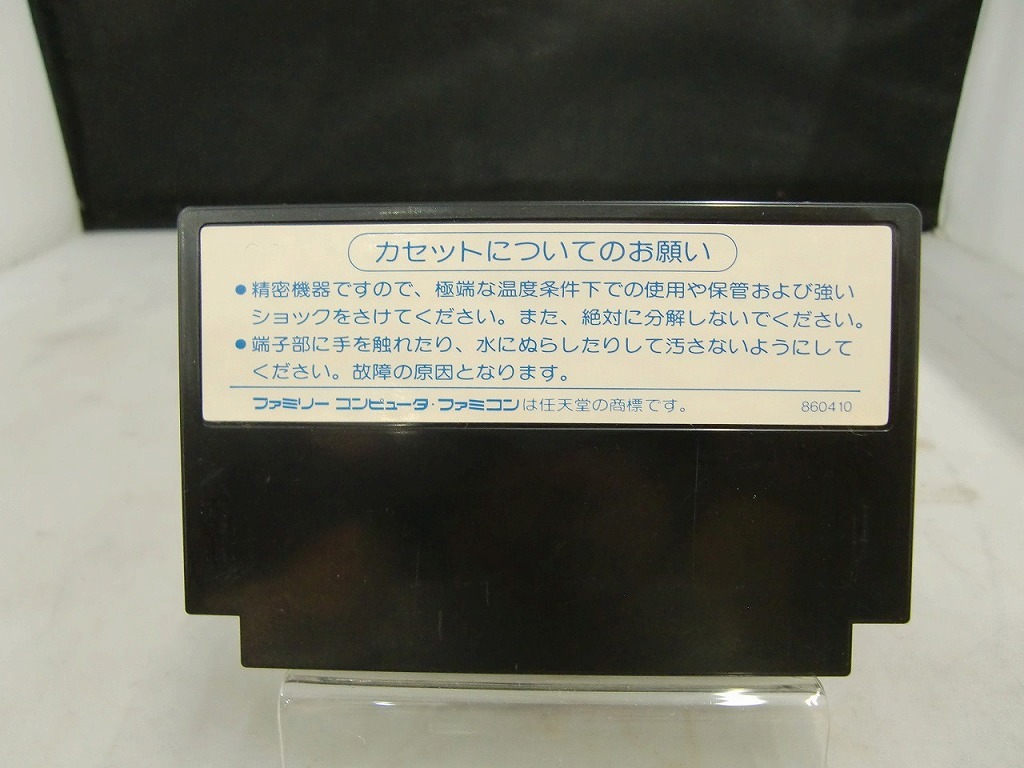 カセットについてのお願い
●精密機器ですので、極端な温度条件下での使用や保管および強い
ショックをさけてください。また、絶対に分解しないでください。
●端子部に手を触れたり、水にぬらしたりして汚さないようにして
ください。故障の原因となります。
ファミリー コンピュータ・ファミコンは任天堂の商標です。 860410